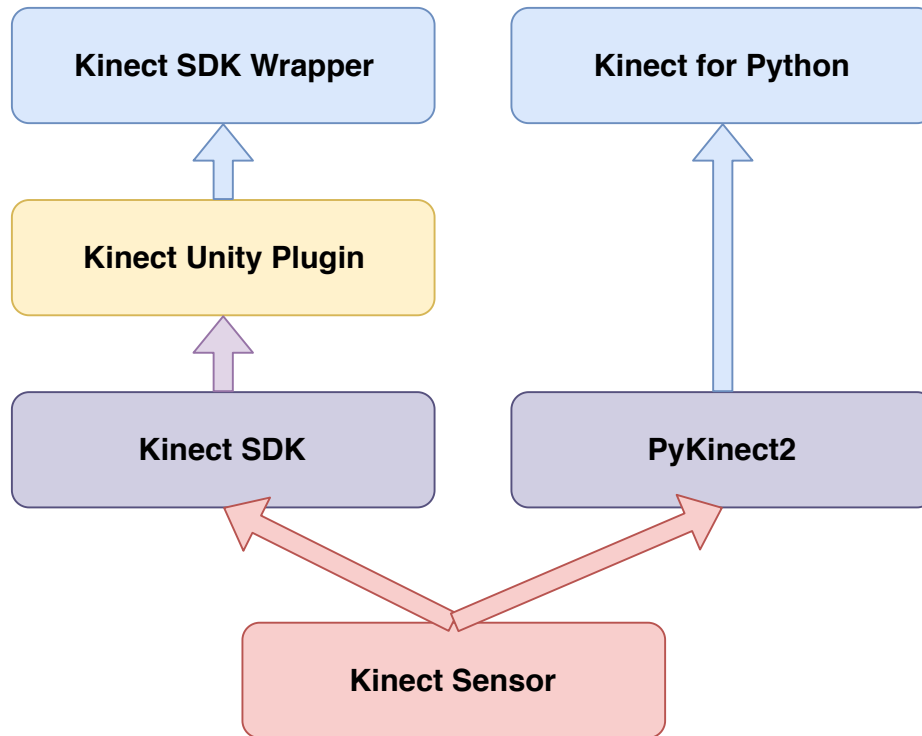 Kinect SDK Wrapper
Kinect for Python
Kinect Unity Plugin
Kinect SDK
PyKinect2
Kinect Sensor